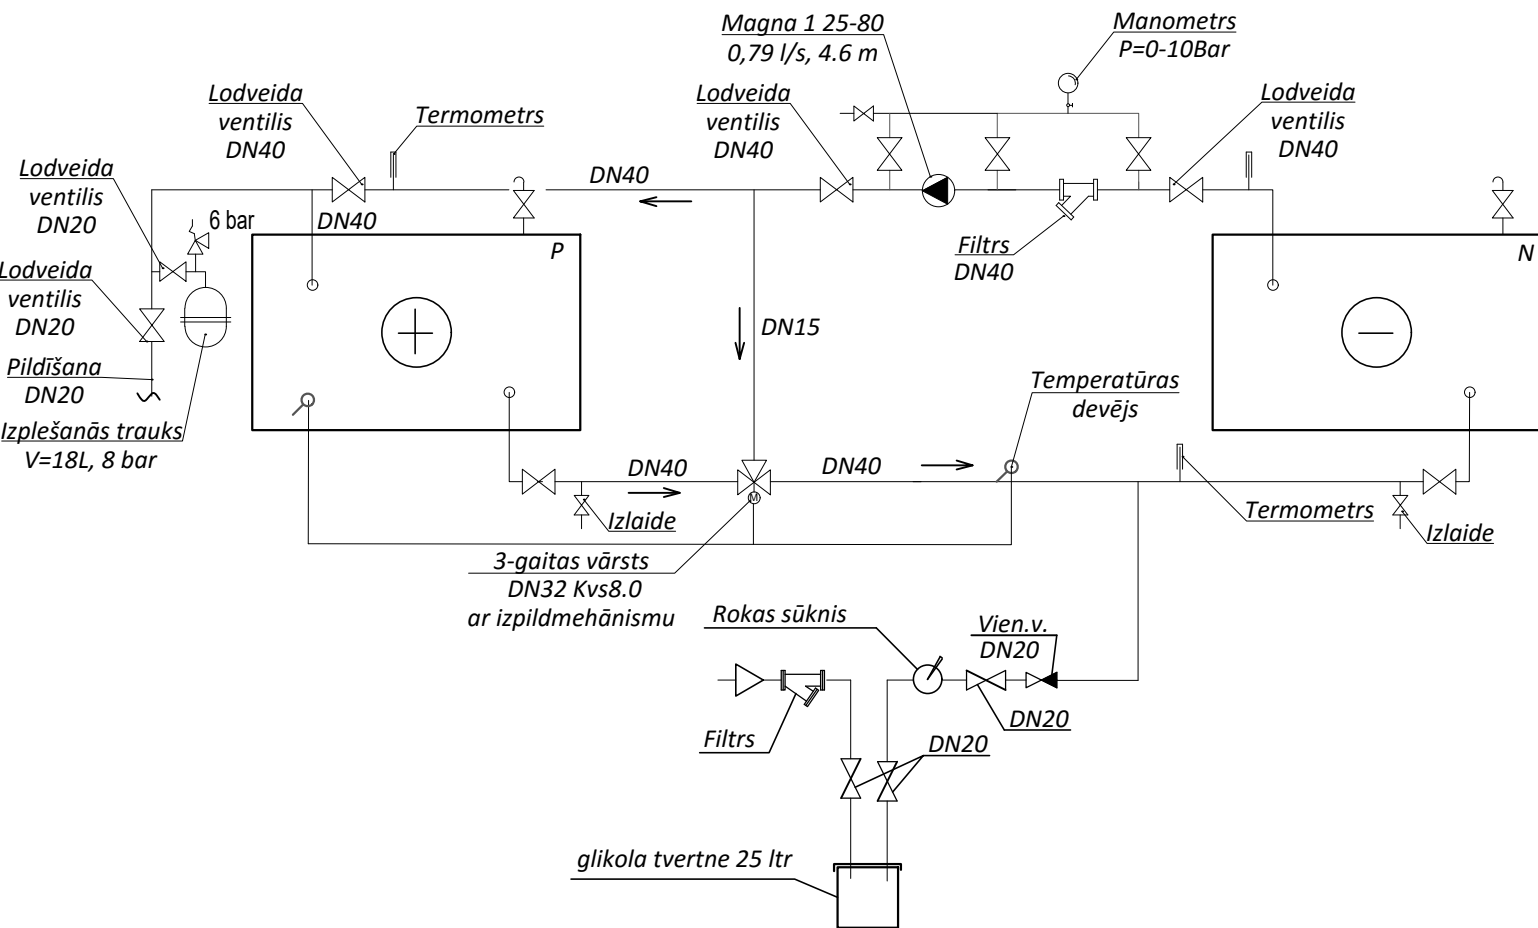 Magna 1 25-80
0,79 l/s, 4.6 m
Manometrs
P=0-10Bar
Lodveida
ventilis
DN40
Termometrs
Lodveida
ventilis
DN40
Lodveida
ventilis
DN40
Lodveida
ventilis
DN20
6 bar
DN40
DN40
Filtrs
DN40
P
N
Lodveida
ventilis
DN20
DN15
Pildīšana
DN20
Izplešanās trauks
V=18L, 8 bar
Temperatūras
devējs
DN40
DN40
M
Izlaide
Termometrs
Izlaide
3-gaitas vārsts
DN32 Kvs8.0
ar izpildmehānismu
Rokas sūknis
Vien.v.
DN20
DN20
Filtrs
DN20
glikola tvertne 25 ltr